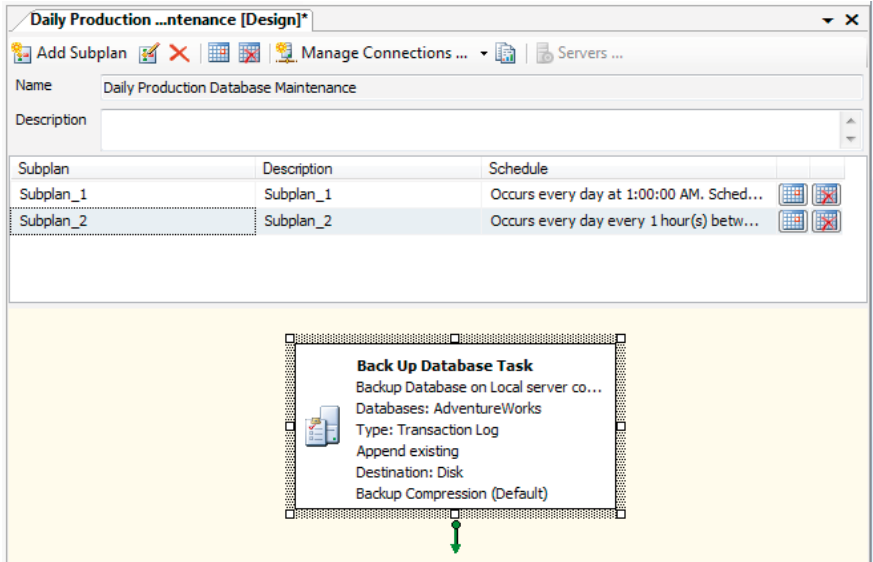 Daily Production ...ntenance [Design]*
Add Subplan Manage Connections ... Servers ...
Name Daily Production Database Maintenance
Description
Subplan Description Schedule
Subplan_1 Subplan_1 Occurs every day at 1:00:00 AM. Sched...
Subplan_2 Subplan_2 Occurs every day every 1 hour(s) betw...
Back Up Database Task
Backup Database on Local server co...
Databases: AdventureWorks
Type: Transaction Log
Append existing
Destination: Disk
Backup Compression (Default)